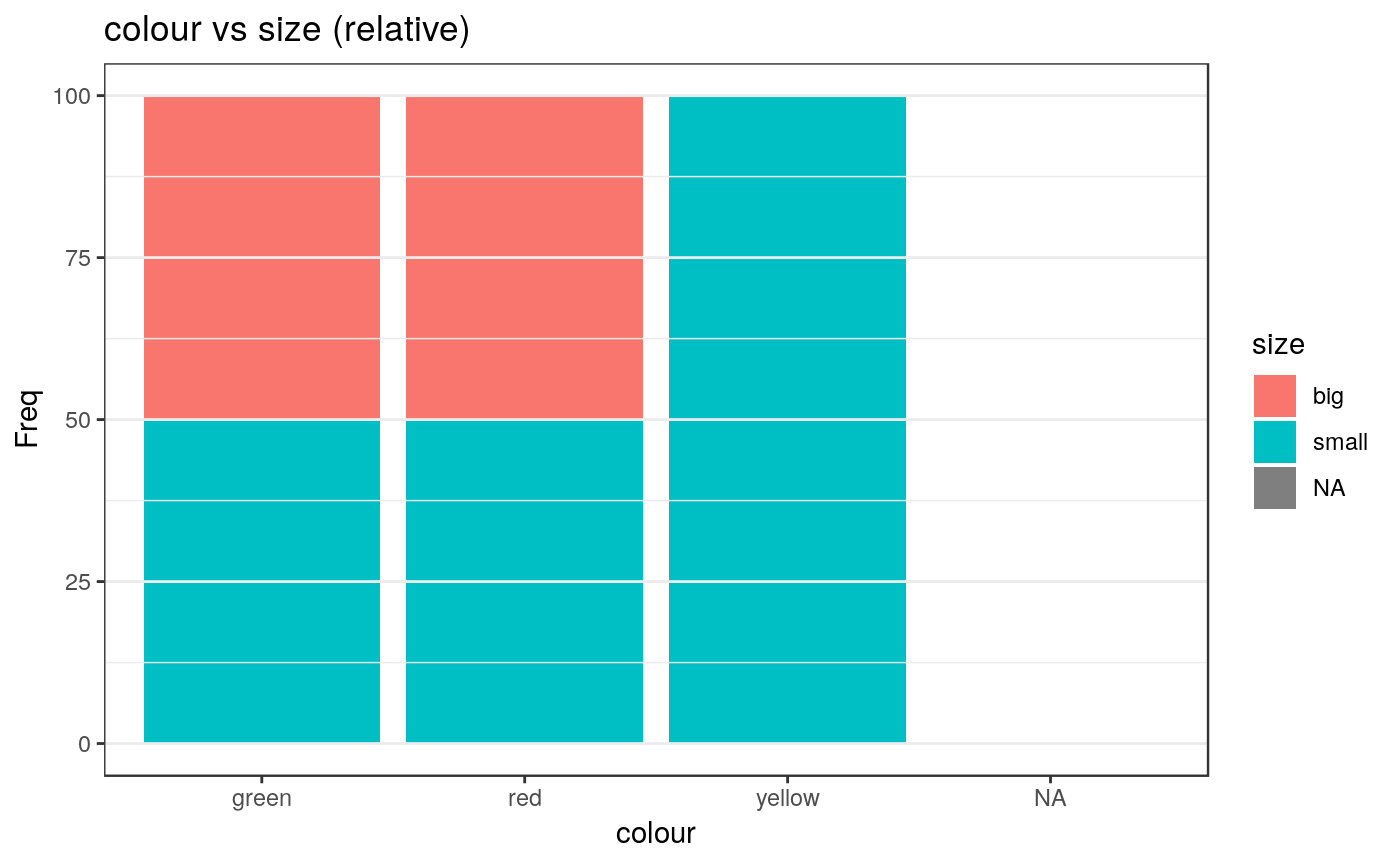 colour vs size (relative)
100
75
50
25
0
Freq
green
red
yellow
NA
colour
size
big
small
NA